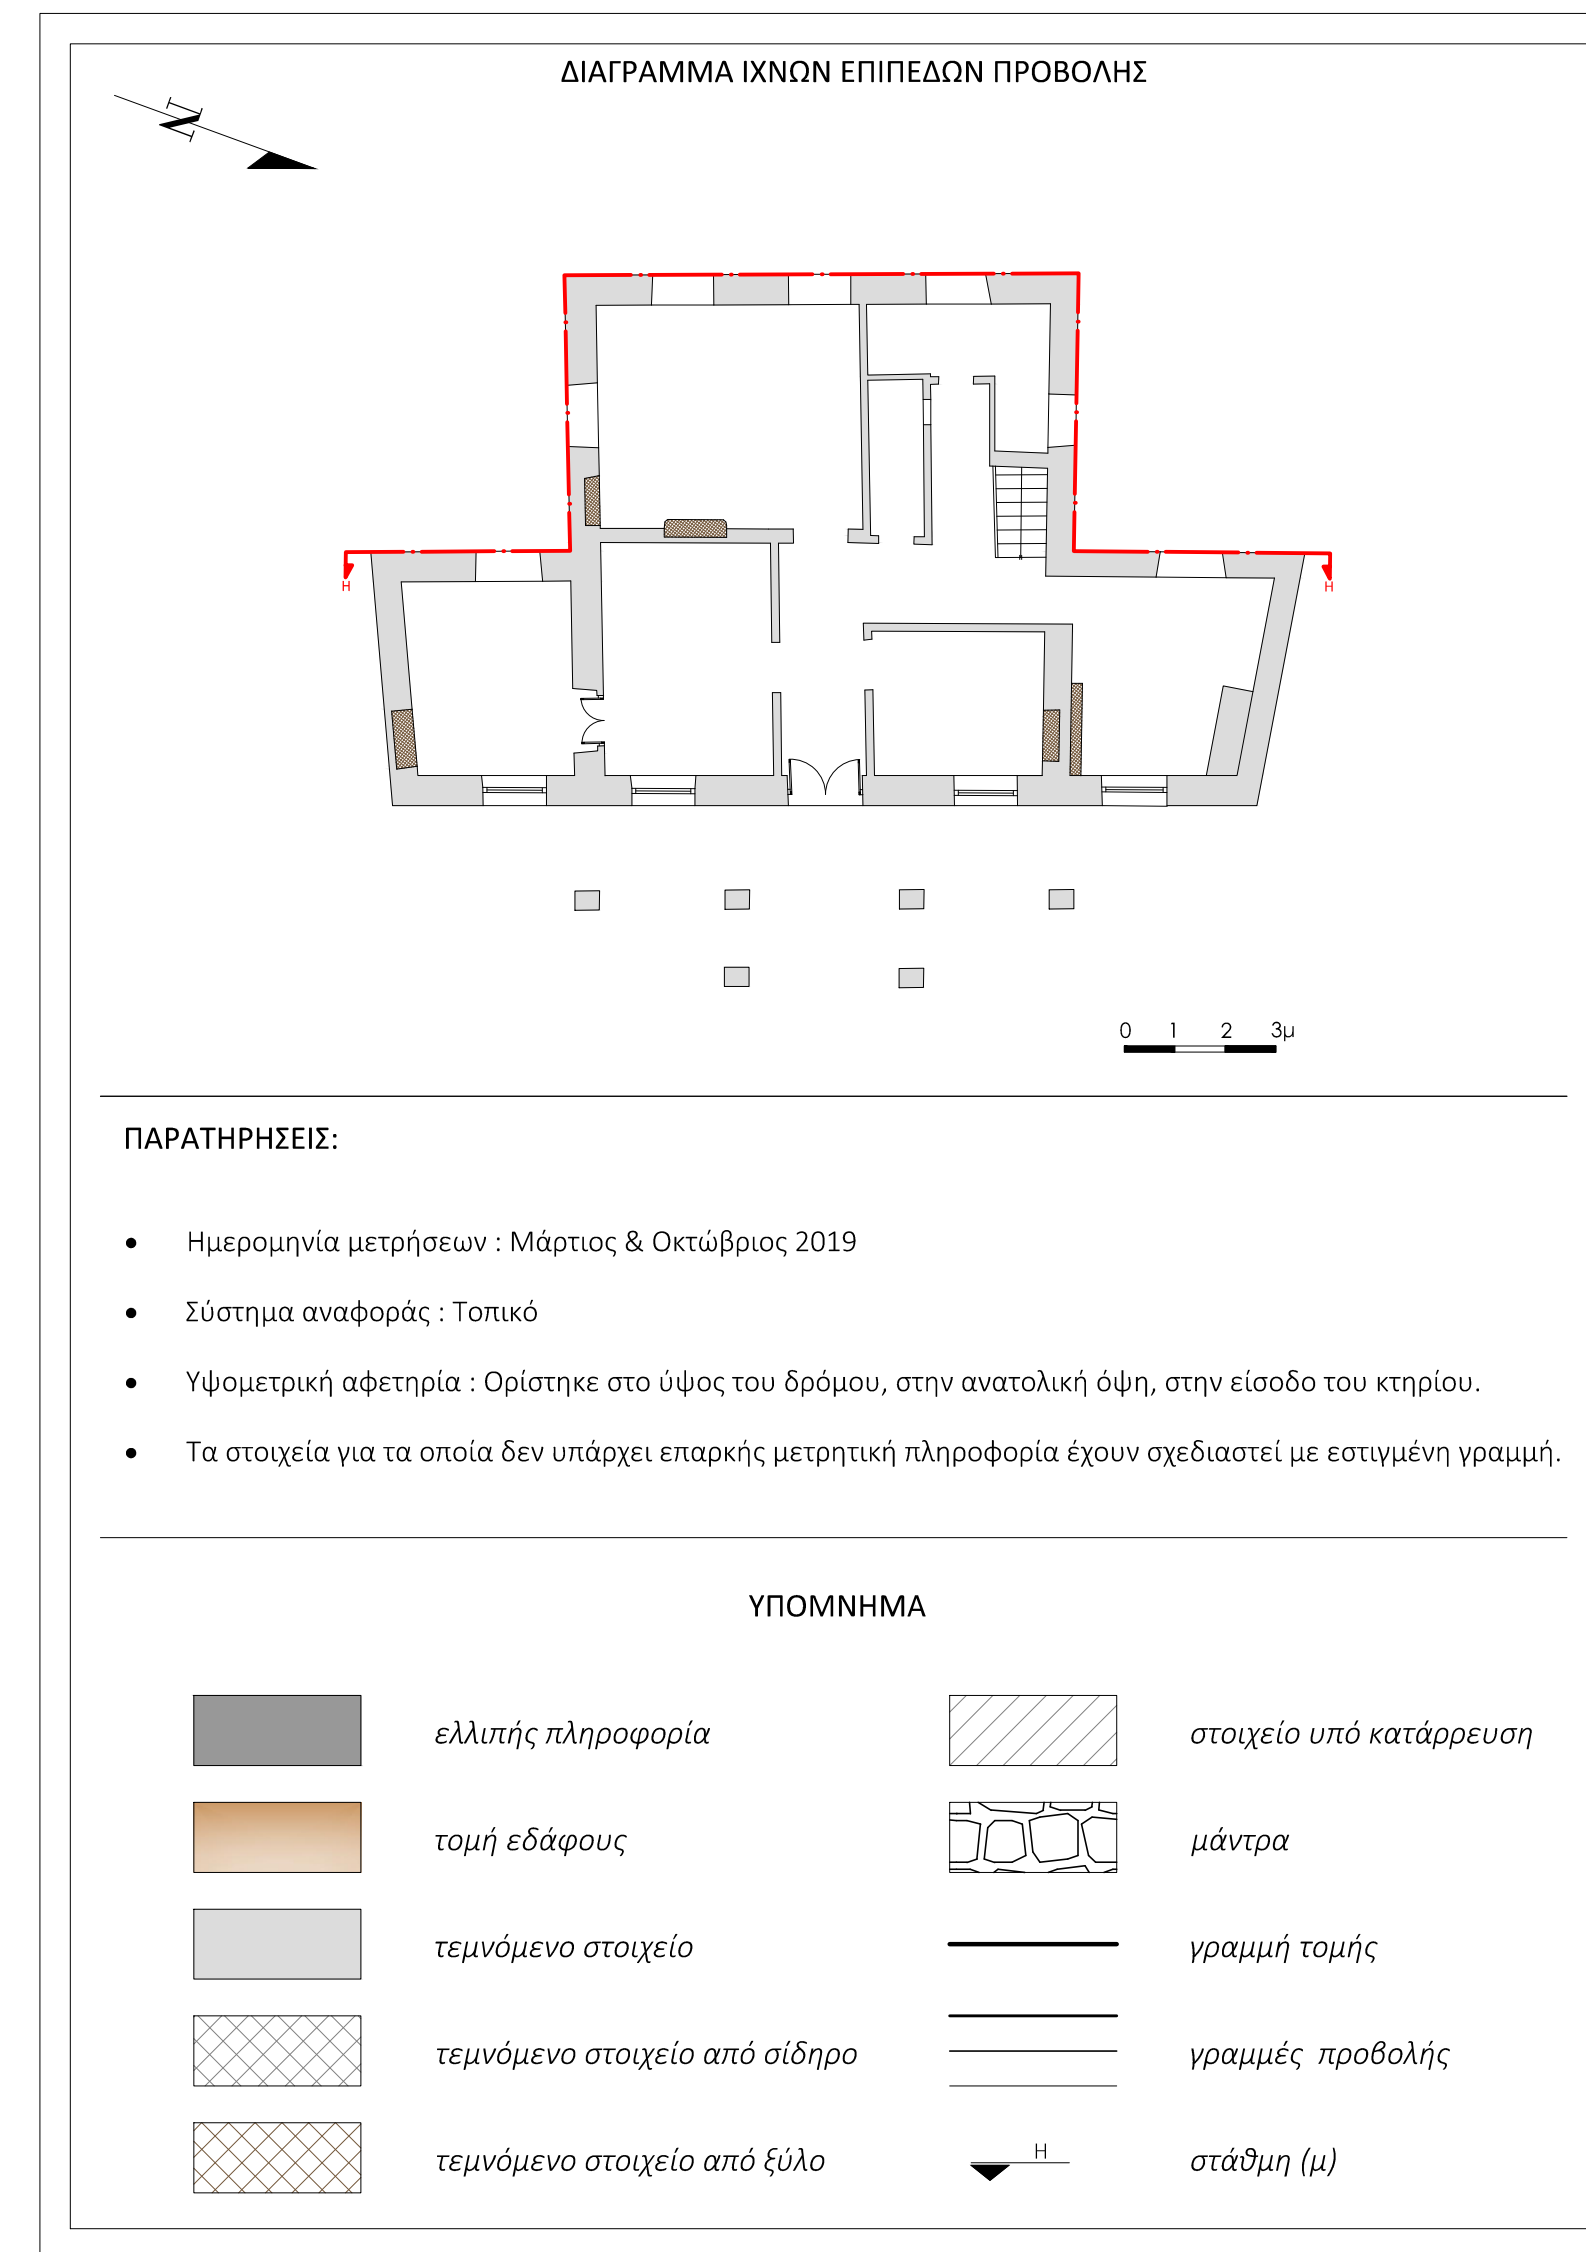 ΔΙΑΓΡΑΜΜΑ ΙΧΝΩΝ ΕΠΙΠΕΔΩΝ ΠΡΟΒΟΛΗΣ
N
H
H
0 1 2 3μ
ΠΑΡΑΤΗΡΗΣΕΙΣ:
• Ημερομηνία μετρήσεων : Μάρτιος & Οκτώβριος 2019
• Σύστημα αναφοράς : Τοπικό
• Υψομετρική αφετηρία : Ορίστηκε στο ύψος του δρόμου, στην ανατολική όψη, στην είσοδο του κτηρίου.
• Τα στοιχεία για τα οποία δεν υπάρχει επαρκής μετρητική πληροφορία έχουν σχεδιαστεί με εστιγμένη γραμμή.
ΥΠΟΜΝΗΜΑ
ελλιπής πληροφορία
στοιχείο υπό κατάρρευση
τομή εδάφους
μάντρα
τεμνόμενο στοιχείο
γραμμή τομής
τεμνόμενο στοιχείο από σίδηρο
γραμμές προβολής
τεμνόμενο στοιχείο από ξύλο
H
στάθμη (μ)